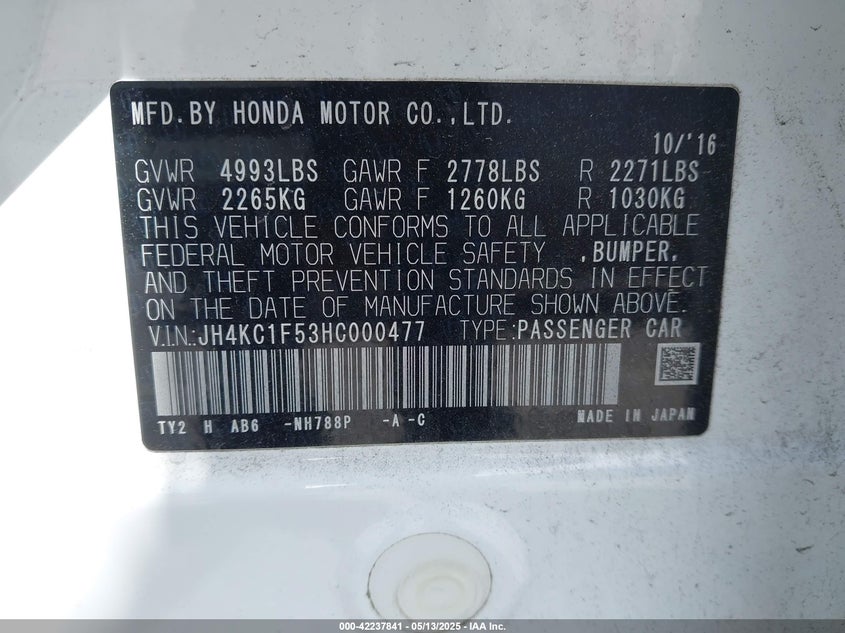 MFD.BY HONDA MOTOR CO.,LTD.
10/'16
GVWR 4993LBS GAWR F 2778LBS R 2271LBS
GVWR 2265KG GAWR F 1260KG R 1030KG
THIS VEHICLE CONFORMS TO ALL APPLICABLE
FEDERAL MOTOR VEHICLE SAFETY ,BUMPER,
AND THEFT PREVENTION STANDARDS IN EFFECT
ON THE DATE OF MANUFACTURE SHOWN ABOVE.
V.I.N.:JH4KC1F53HC000477 TYPE:PASSENGER CAR
TY2 H AB6 -NH788P -A -C MADE IN JAPAN
000-42237841 - 05/13/2025 - IAA Inc.